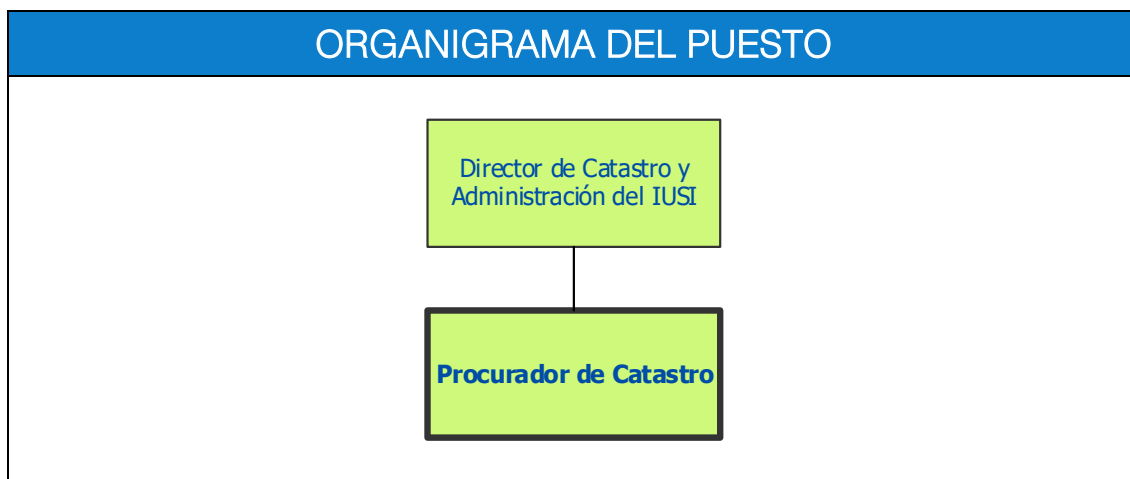 ORGANIGRAMA DEL PUESTO
Director de Catastro y
Administración del IUSI
Procurador de Catastro